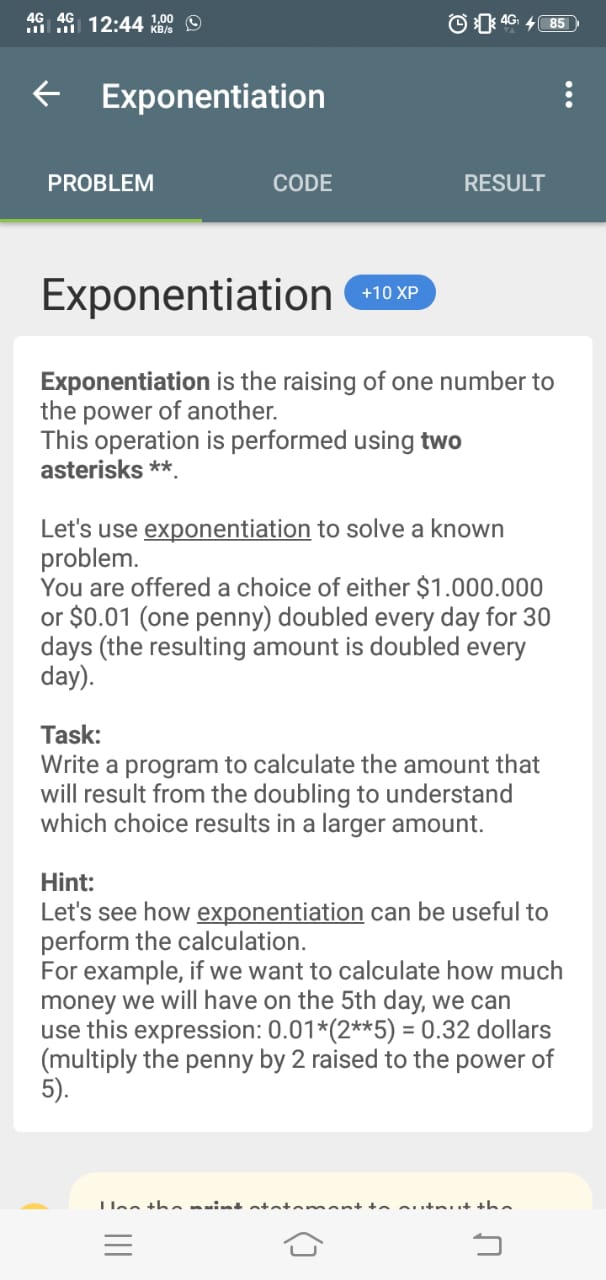 4G 4G 12:44 1,00 KB/s 4G 85
Exponentiation
PROBLEM CODE RESULT
Exponentiation +10 XP
Exponentiation is the raising of one number to
the power of another.
This operation is performed using two
asterisks **.
Let's use exponentiation to solve a known
problem.
You are offered a choice of either $1.000.000
or $0.01 (one penny) doubled every day for 30
days (the resulting amount is doubled every
day).
Task:
Write a program to calculate the amount that
will result from the doubling to understand
which choice results in a larger amount.
Hint:
Let's see how exponentiation can be useful to
perform the calculation.
For example, if we want to calculate how much
money we will have on the 5th day, we can
use this expression: 0.01*(2**5) = 0.32 dollars
(multiply the penny by 2 raised to the power of
5).
Use the print statement to output the